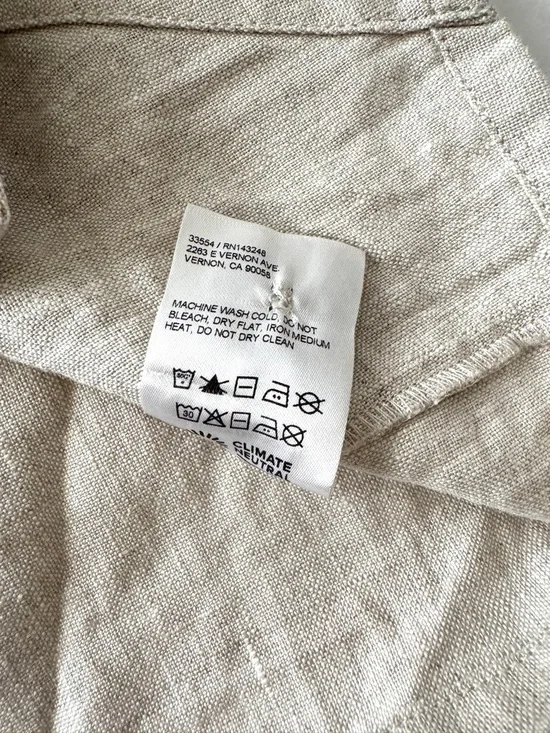 33554 / RN143248
2263 E VERNON AVE
VERNON, CA 90058
MACHINE WASH COLD, DO NOT
BLEACH, DRY FLAT, IRON MEDIUM
HEAT, DO NOT DRY CLEAN
30
CLIMATE
NEUTRAL